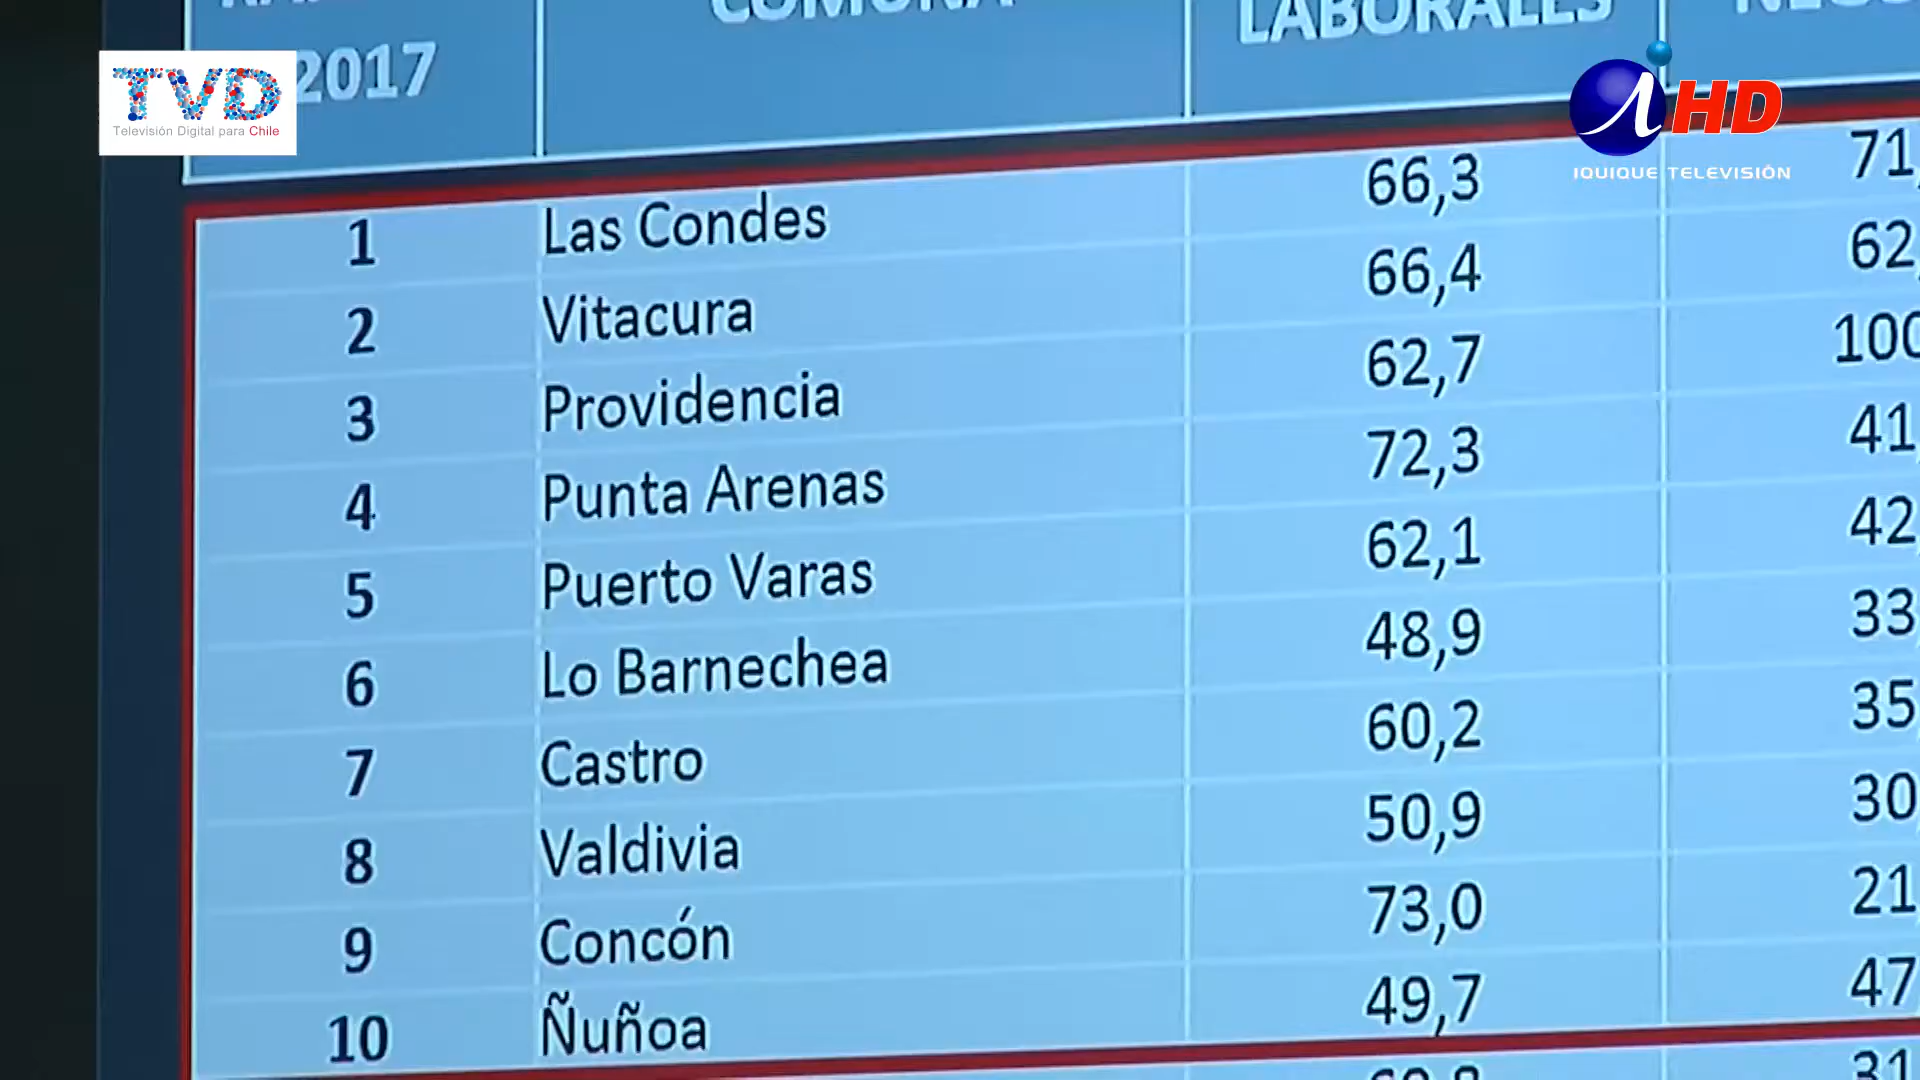 COMUNA LABORALES
2017
TVD
Televisión Digital para Chile
HD
IQUIQUE TELEVISIÓN
1 Las Condes 66,3 71,
2 Vitacura 66,4 62,
3 Providencia 62,7 100
4 Punta Arenas 72,3 41,
5 Puerto Varas 62,1 42,
6 Lo Barnechea 48,9 33
7 Castro 60,2 35
8 Valdivia 50,9 30
9 Concón 73,0 21
10 Ñuñoa 49,7 47
31